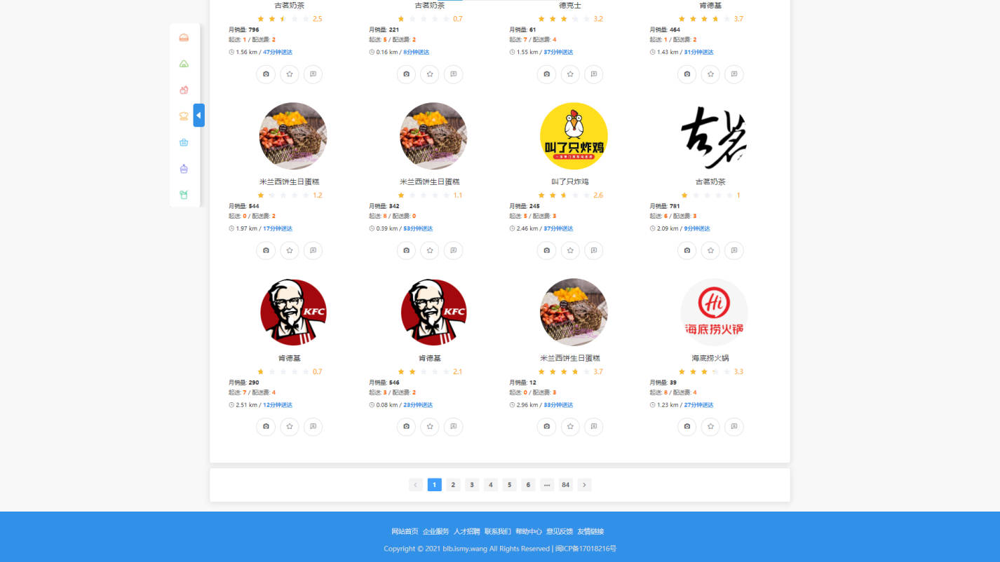 古茗奶茶 古茗奶茶 德克士 肯德基
2.5 0.7 3.2 3.7
月销量: 796 月销量: 221 月销量: 61 月销量: 464
起送: 1 / 配送费: 2 起送: 5 / 配送费: 2 起送: 7 / 配送费: 4 起送: 1 / 配送费: 2
1.56 km / 47分钟送达 0.16 km / 8分钟送达 1.55 km / 37分钟送达 1.43 km / 31分钟送达
叫了只炸鸡 古茗
米兰西饼生日蛋糕 米兰西饼生日蛋糕 叫了只炸鸡 古茗奶茶
1.2 1.1 2.6 1
月销量: 544 月销量: 342 月销量: 245 月销量: 781
起送: 0 / 配送费: 2 起送: 8 / 配送费: 0 起送: 5 / 配送费: 3 起送: 6 / 配送费: 3
1.97 km / 17分钟送达 0.39 km / 53分钟送达 2.46 km / 37分钟送达 2.09 km / 9分钟送达
KFC KFC Hi
海底捞火锅
肯德基 肯德基 米兰西饼生日蛋糕 海底捞火锅
0.7 2.1 3.7 3.3
月销量: 290 月销量: 546 月销量: 12 月销量: 39
起送: 7 / 配送费: 4 起送: 3 / 配送费: 2 起送: 0 / 配送费: 3 起送: 8 / 配送费: 4
2.51 km / 12分钟送达 0.08 km / 23分钟送达 2.96 km / 33分钟送达 1.23 km / 27分钟送达
1 2 3 4 5 6 ··· 84
网站首页 企业服务 人才招聘 联系我们 帮助中心 意见反馈 友情链接
Copyright © 2021 blb.ismy.wang All Rights Reserved | 闽ICP备17018216号